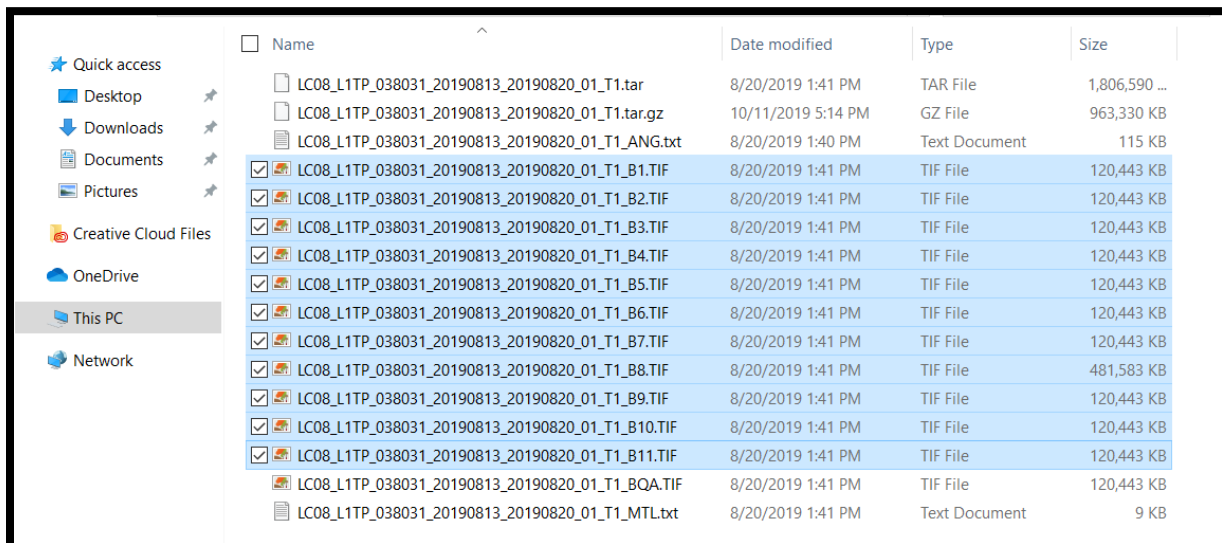 Quick access
Desktop
Downloads
Documents
Pictures
Creative Cloud Files
OneDrive
This PC
Network
Name Date modified Type Size
LC08_L1TP_038031_20190813_20190820_01_T1.tar 8/20/2019 1:41 PM TAR File 1,806,590 ...
LC08_L1TP_038031_20190813_20190820_01_T1.tar.gz 10/11/2019 5:14 PM GZ File 963,330 KB
LC08_L1TP_038031_20190813_20190820_01_T1_ANG.txt 8/20/2019 1:40 PM Text Document 115 KB
LC08_L1TP_038031_20190813_20190820_01_T1_B1.TIF 8/20/2019 1:41 PM TIF File 120,443 KB
LC08_L1TP_038031_20190813_20190820_01_T1_B2.TIF 8/20/2019 1:41 PM TIF File 120,443 KB
LC08_L1TP_038031_20190813_20190820_01_T1_B3.TIF 8/20/2019 1:41 PM TIF File 120,443 KB
LC08_L1TP_038031_20190813_20190820_01_T1_B4.TIF 8/20/2019 1:41 PM TIF File 120,443 KB
LC08_L1TP_038031_20190813_20190820_01_T1_B5.TIF 8/20/2019 1:41 PM TIF File 120,443 KB
LC08_L1TP_038031_20190813_20190820_01_T1_B6.TIF 8/20/2019 1:41 PM TIF File 120,443 KB
LC08_L1TP_038031_20190813_20190820_01_T1_B7.TIF 8/20/2019 1:41 PM TIF File 120,443 KB
LC08_L1TP_038031_20190813_20190820_01_T1_B8.TIF 8/20/2019 1:41 PM TIF File 481,583 KB
LC08_L1TP_038031_20190813_20190820_01_T1_B9.TIF 8/20/2019 1:41 PM TIF File 120,443 KB
LC08_L1TP_038031_20190813_20190820_01_T1_B10.TIF 8/20/2019 1:41 PM TIF File 120,443 KB
LC08_L1TP_038031_20190813_20190820_01_T1_B11.TIF 8/20/2019 1:41 PM TIF File 120,443 KB
LC08_L1TP_038031_20190813_20190820_01_T1_BQA.TIF 8/20/2019 1:41 PM TIF File 120,443 KB
LC08_L1TP_038031_20190813_20190820_01_T1_MTL.txt 8/20/2019 1:41 PM Text Document 9 KB